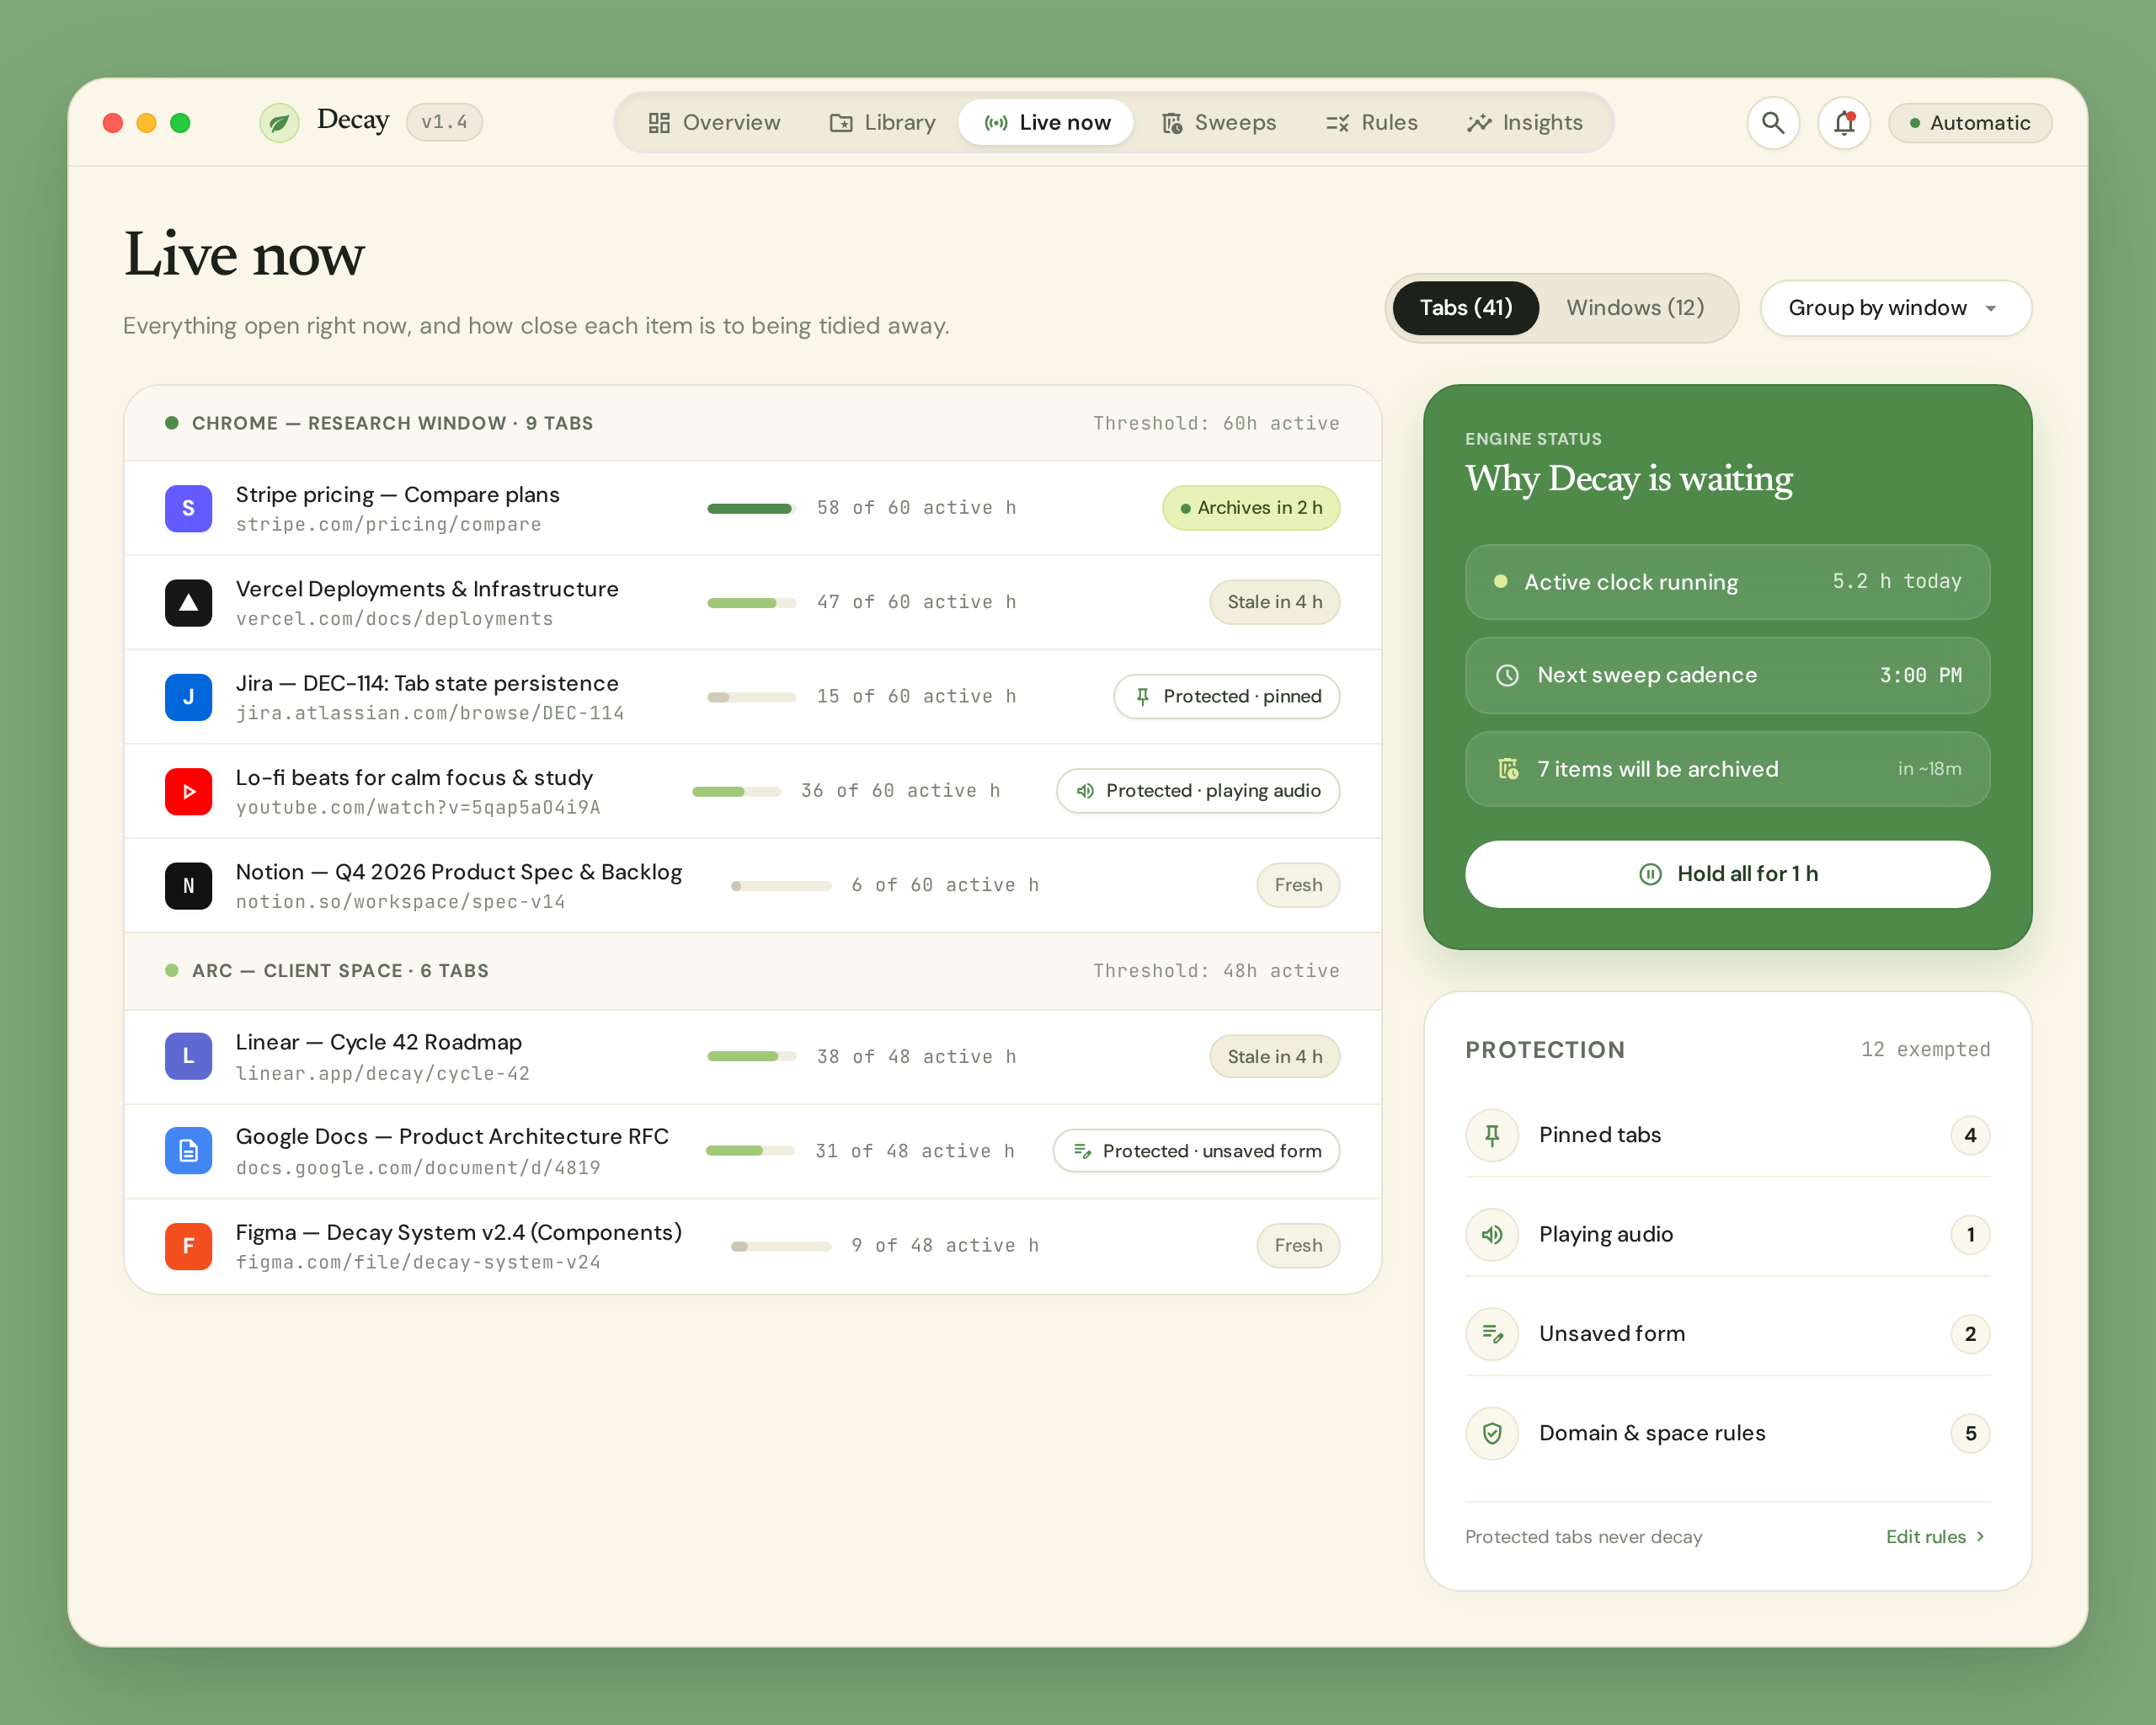 Decay v1.4
Overview
Library
Live now
Sweeps
Rules
Insights
Automatic
Live now
Everything open right now, and how close each item is to being tidied away.
Tabs (41)
Windows (12)
Group by window
CHROME — RESEARCH WINDOW · 9 TABS
Threshold: 60h active
S
Stripe pricing — Compare plans
stripe.com/pricing/compare
58 of 60 active h
Archives in 2 h
Vercel Deployments & Infrastructure
vercel.com/docs/deployments
47 of 60 active h
Stale in 4 h
J
Jira — DEC-114: Tab state persistence
jira.atlassian.com/browse/DEC-114
15 of 60 active h
Protected · pinned
Lo-fi beats for calm focus & study
youtube.com/watch?v=5qap5aO4i9A
36 of 60 active h
Protected · playing audio
N
Notion — Q4 2026 Product Spec & Backlog
notion.so/workspace/spec-v14
6 of 60 active h
Fresh
ARC — CLIENT SPACE · 6 TABS
Threshold: 48h active
L
Linear — Cycle 42 Roadmap
linear.app/decay/cycle-42
38 of 48 active h
Stale in 4 h
Google Docs — Product Architecture RFC
docs.google.com/document/d/4819
31 of 48 active h
Protected · unsaved form
F
Figma — Decay System v2.4 (Components)
figma.com/file/decay-system-v24
9 of 48 active h
Fresh
ENGINE STATUS
Why Decay is waiting
Active clock running
5.2 h today
Next sweep cadence
3:00 PM
7 items will be archived
in ~18m
Hold all for 1 h
PROTECTION
12 exempted
Pinned tabs
4
Playing audio
1
Unsaved form
2
Domain & space rules
5
Protected tabs never decay
Edit rules